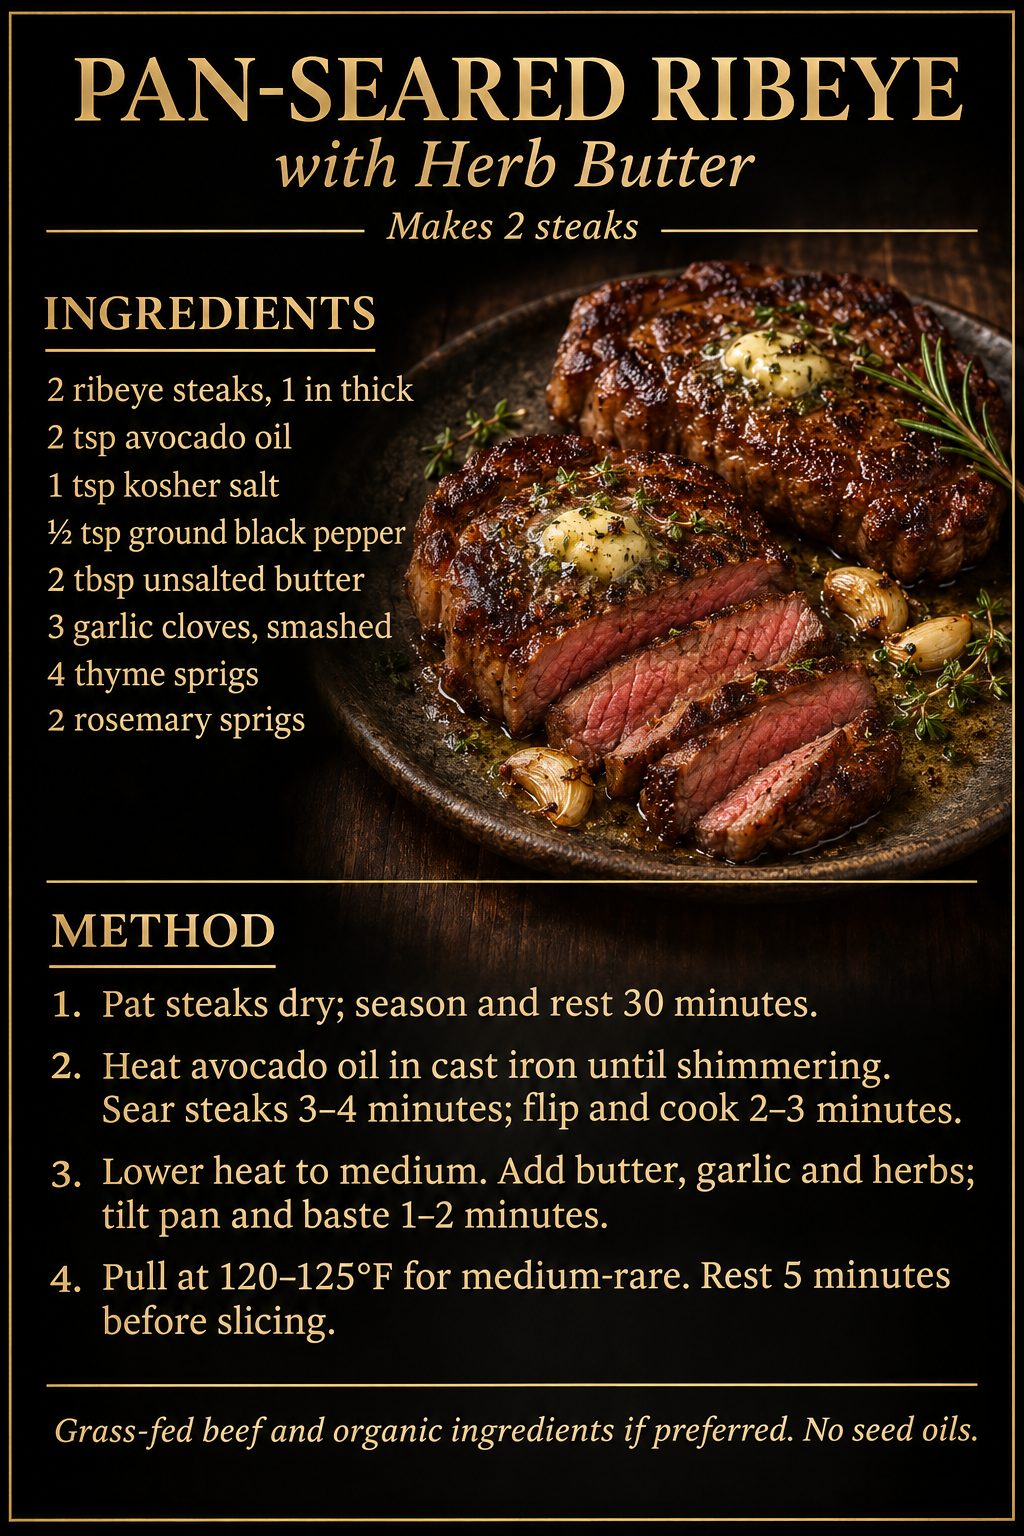 PAN-SEARED RIBEYE
with Herb Butter
Makes 2 steaks
INGREDIENTS
2 ribeye steaks, 1 in thick
2 tsp avocado oil
1 tsp kosher salt
½ tsp ground black pepper
2 tbsp unsalted butter
3 garlic cloves, smashed
4 thyme sprigs
2 rosemary sprigs
METHOD
1. Pat steaks dry; season and rest 30 minutes.
2. Heat avocado oil in cast iron until shimmering.
Sear steaks 3–4 minutes; flip and cook 2–3 minutes.
3. Lower heat to medium. Add butter, garlic and herbs;
tilt pan and baste 1–2 minutes.
4. Pull at 120–125°F for medium-rare. Rest 5 minutes
before slicing.
Grass-fed beef and organic ingredients if preferred. No seed oils.